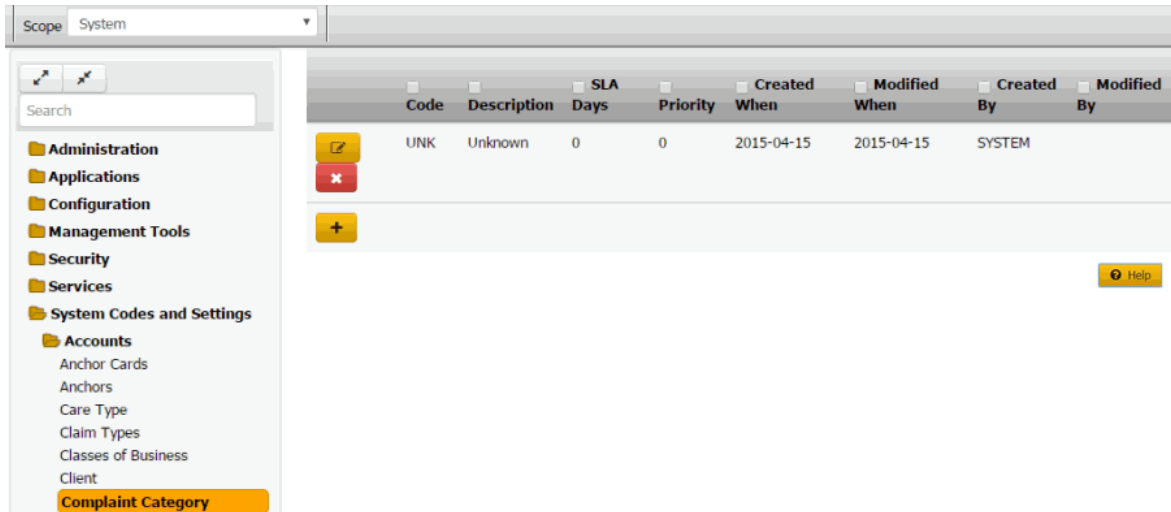 Scope System
Search
Administration
Applications
Configuration
Management Tools
Security
Services
System Codes and Settings
Accounts
Anchor Cards
Anchors
Care Type
Claim Types
Classes of Business
Client
Complaint Category
Code Description SLA Days Priority Created When Modified When Created By Modified By
UNK Unknown 0 0 2015-04-15 2015-04-15 SYSTEM
Help